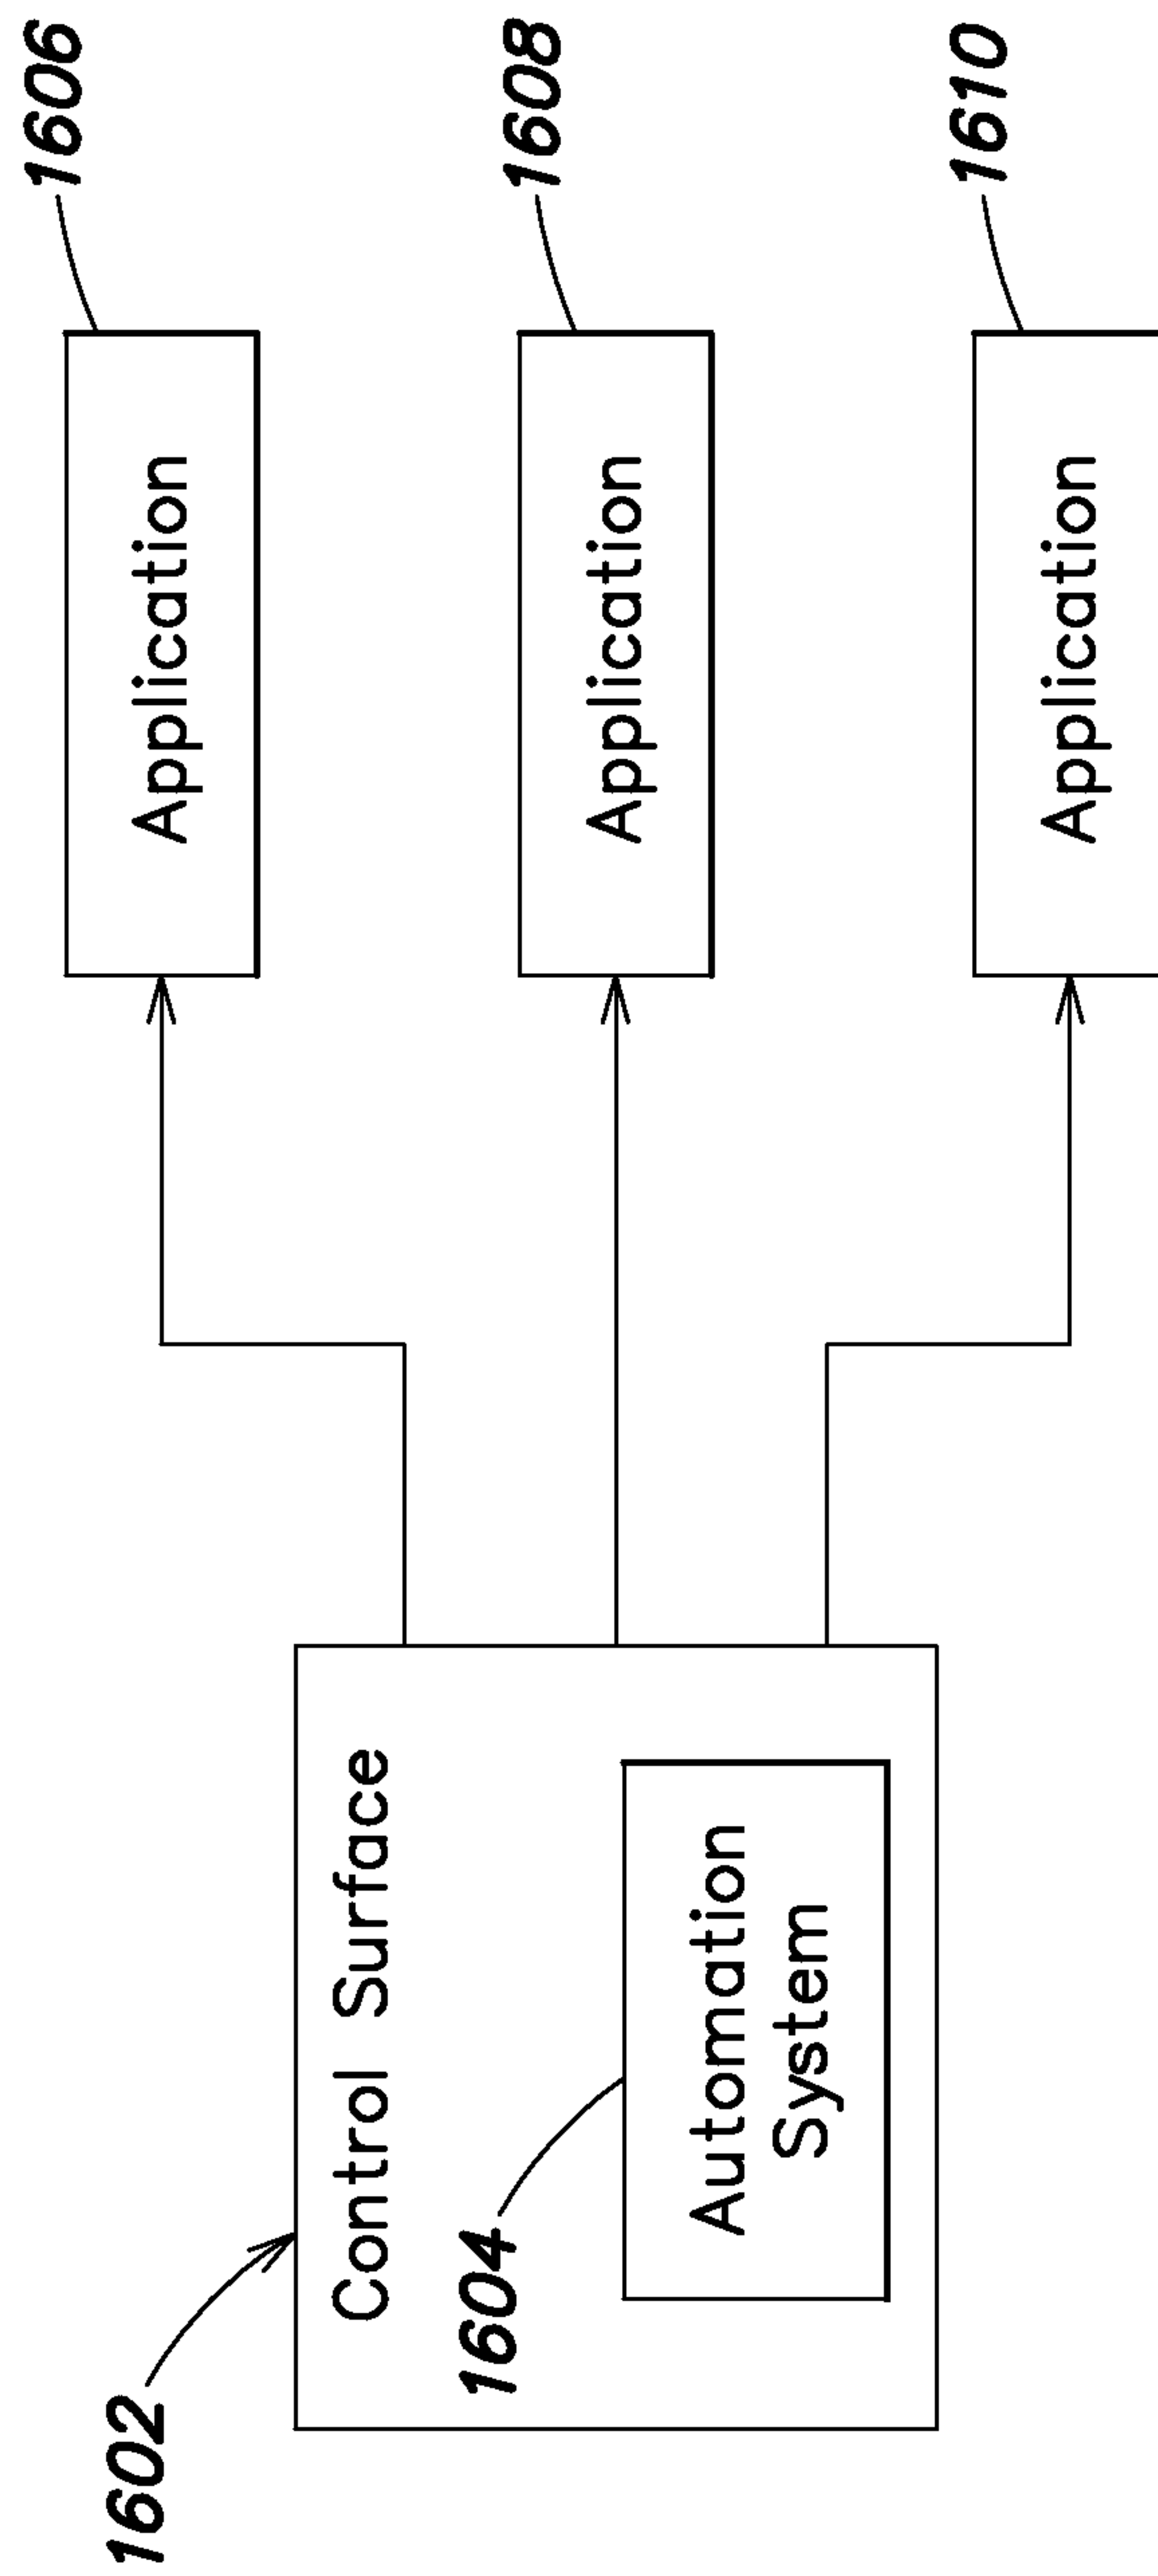 1602
Control Surface
1604
Automation
System
1606
Application
1608
Application
1610
Application